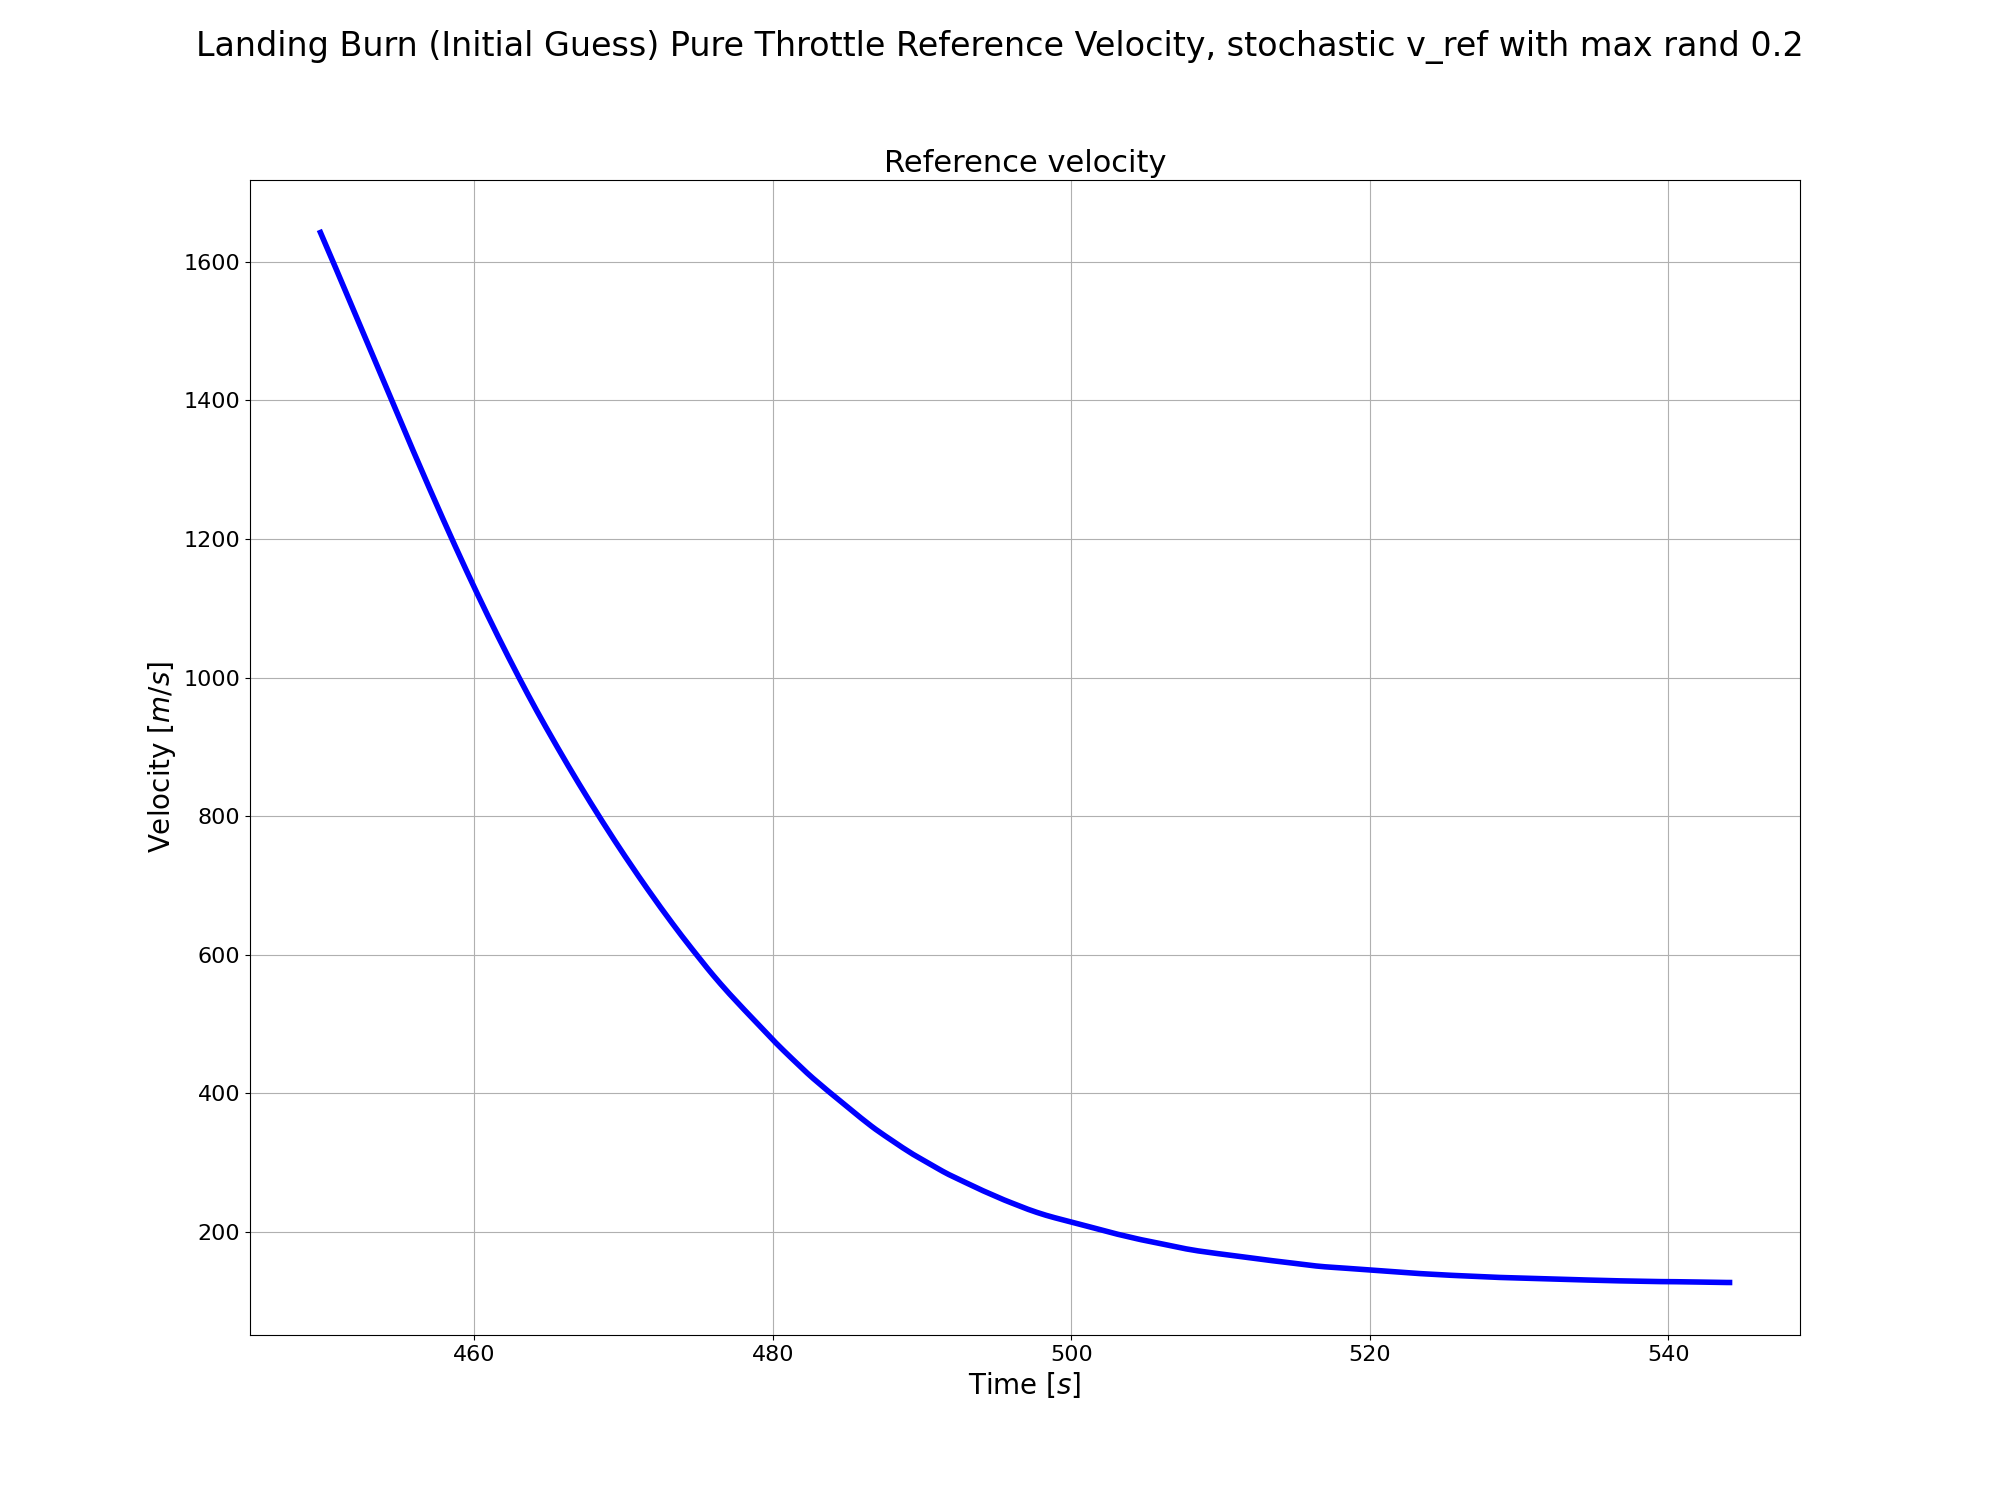 Landing Burn (Initial Guess) Pure Throttle Reference Velocity, stochastic v_ref with max rand 0.2
Reference velocity
1600
1400
1200
1000
800
600
400
200
Velocity [m/s]
460 480 500 520 540
Time [s]